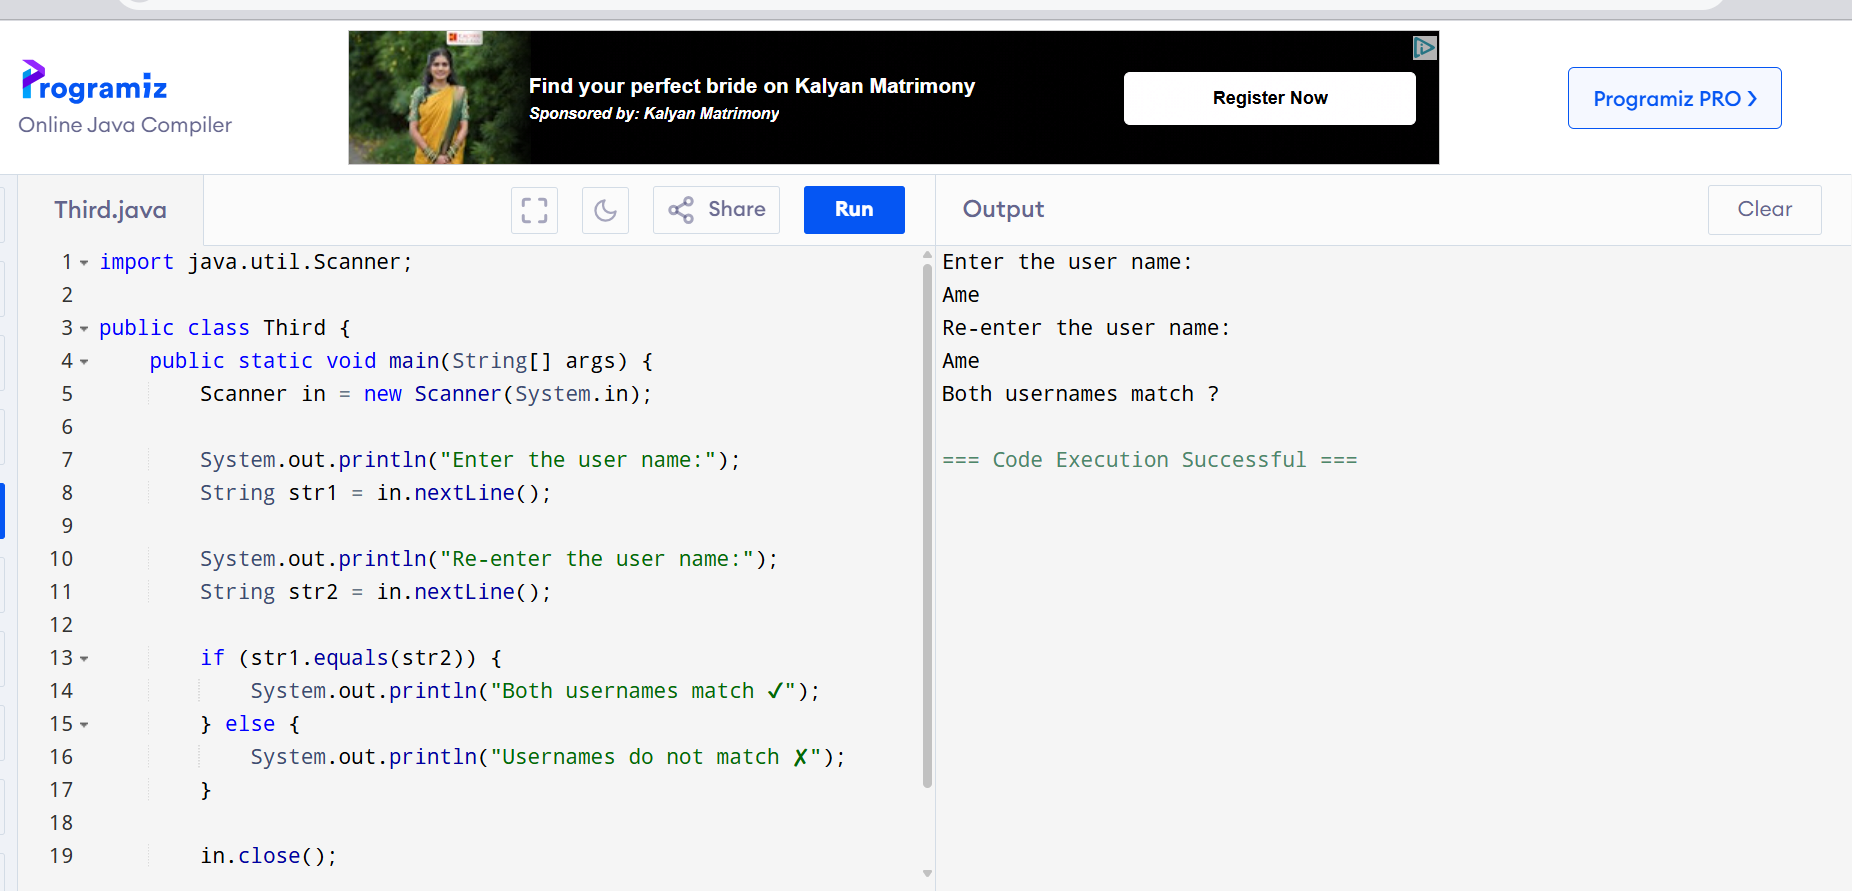 Programiz
Online Java Compiler
Find your perfect bride on Kalyan Matrimony
Sponsored by: Kalyan Matrimony
Register Now
Programiz PRO ❯
Third.java
Share
Run
Output
Clear
1 import java.util.Scanner;
2
3 public class Third {
4 public static void main(String[] args) {
5 Scanner in = new Scanner(System.in);
6
7 System.out.println("Enter the user name:");
8 String str1 = in.nextLine();
9
10 System.out.println("Re-enter the user name:");
11 String str2 = in.nextLine();
12
13 if (str1.equals(str2)) {
14 System.out.println("Both usernames match ✓");
15 } else {
16 System.out.println("Usernames do not match ✗");
17 }
18
19 in.close();
Enter the user name:
Ame
Re-enter the user name:
Ame
Both usernames match ?
=== Code Execution Successful ===